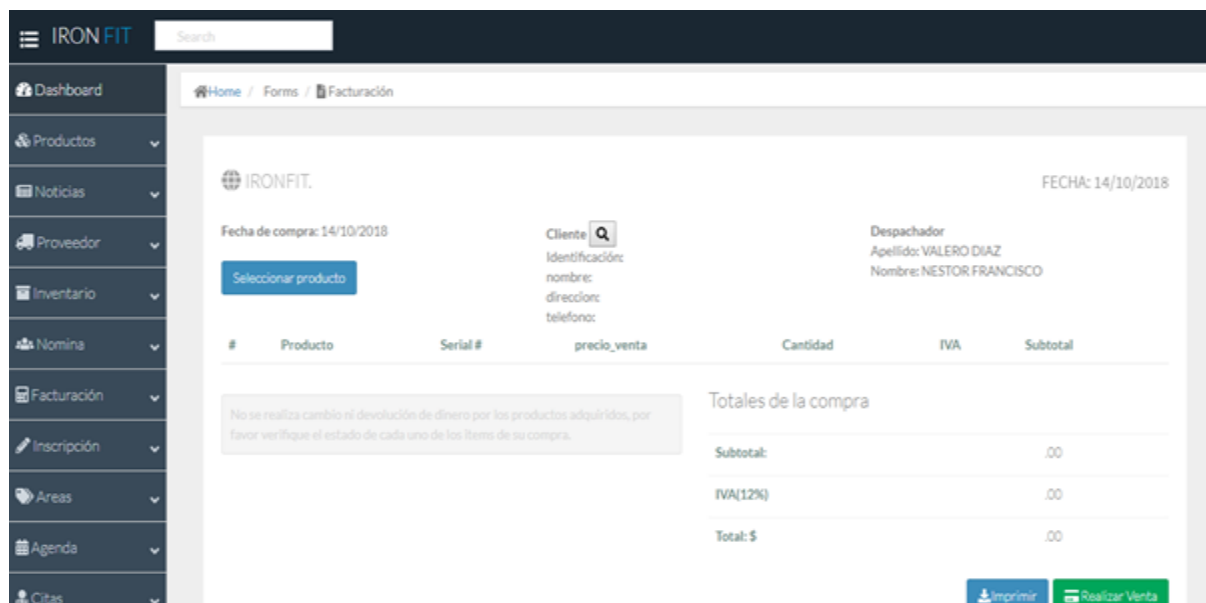 IRON FIT
Search
Dashboard
Home / Forms / Facturación
Productos
Noticias
Proveedor
Inventario
Nomina
Facturación
Inscripción
Areas
Agenda
Citas
IRONFIT.
FECHA: 14/10/2018
Fecha de compra: 14/10/2018
Seleccionar producto
Cliente
Identificación:
nombre:
direccion:
telefono:
Despachador
Apellido: VALERO DIAZ
Nombre: NESTOR FRANCISCO
# Producto Serial # precio_venta Cantidad IVA Subtotal
No se realiza cambio ni devolución de dinero por los productos adquiridos, por
favor verifique el estado de cada uno de los items de su compra.
Totales de la compra
Subtotal: .00
IVA(12%) .00
Total: $ .00
Imprimir
Realizar Venta